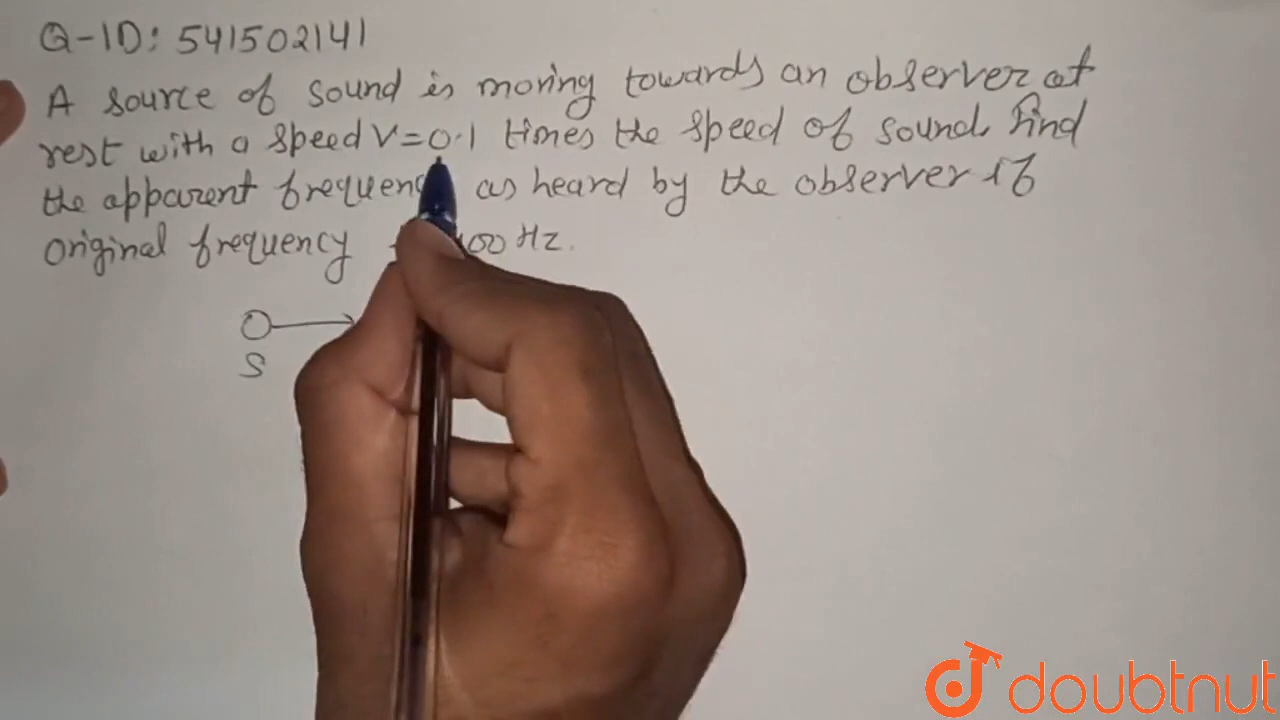 Q-ID: 541502141
A source of sound is moving towards an observer at
rest with a speed V=0.1 times the speed of sound. Find
the apparent as heard by the observer if
original frequency Hz.
S
doubtnut